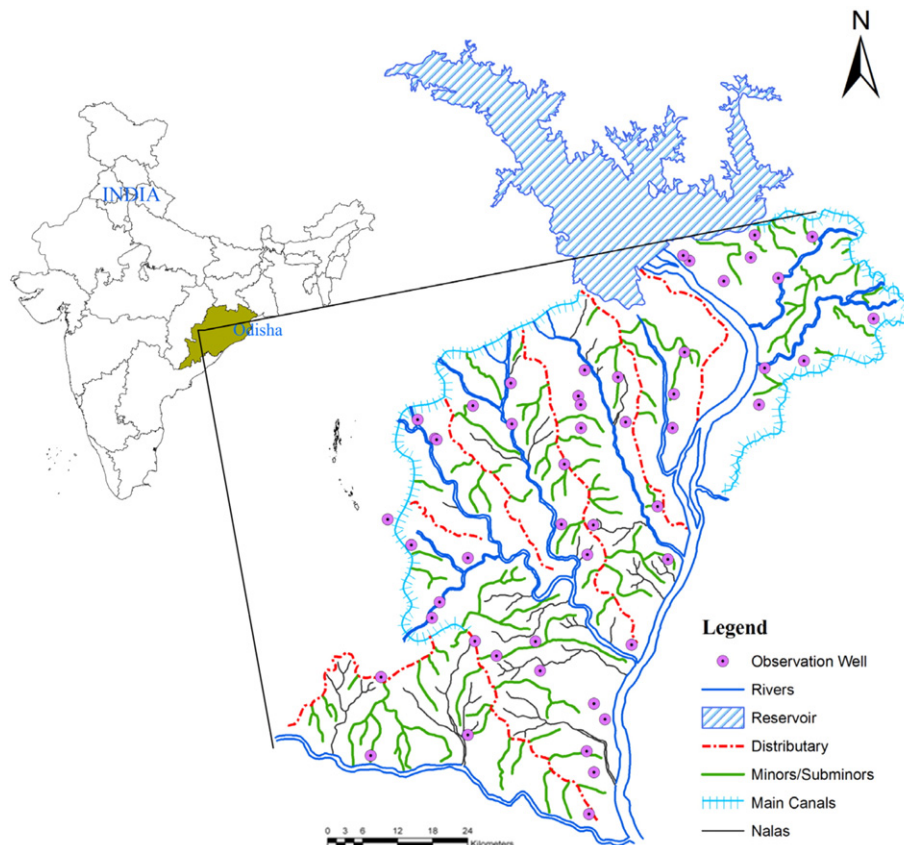 N
INDIA
Odisha
Legend
Observation Well
Rivers
Reservoir
Distributary
Minors/Subminors
Main Canals
Nalas
0 3 6 12 18 24
Kilometers